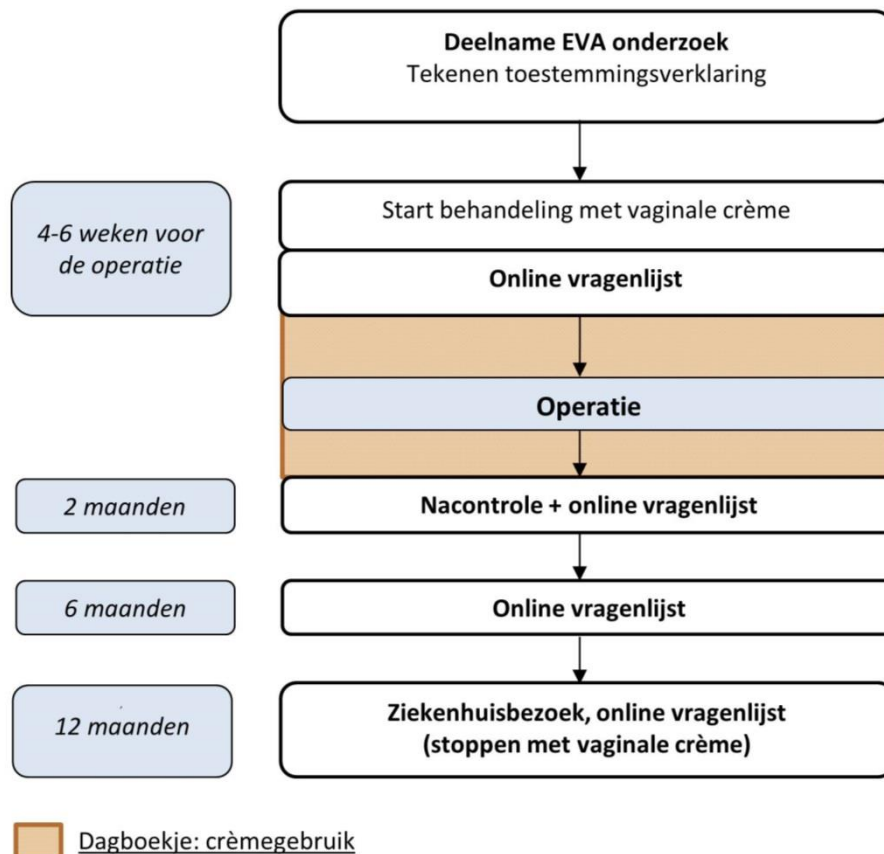 Deelname EVA onderzoek
Tekenen toestemmingsverklaring
4-6 weken voor
de operatie
Start behandeling met vaginale crème
Online vragenlijst
Operatie
2 maanden
Nacontrole + online vragenlijst
6 maanden
Online vragenlijst
12 maanden
Ziekenhuisbezoek, online vragenlijst
(stoppen met vaginale crème)
Dagboekje: crèmegebruik